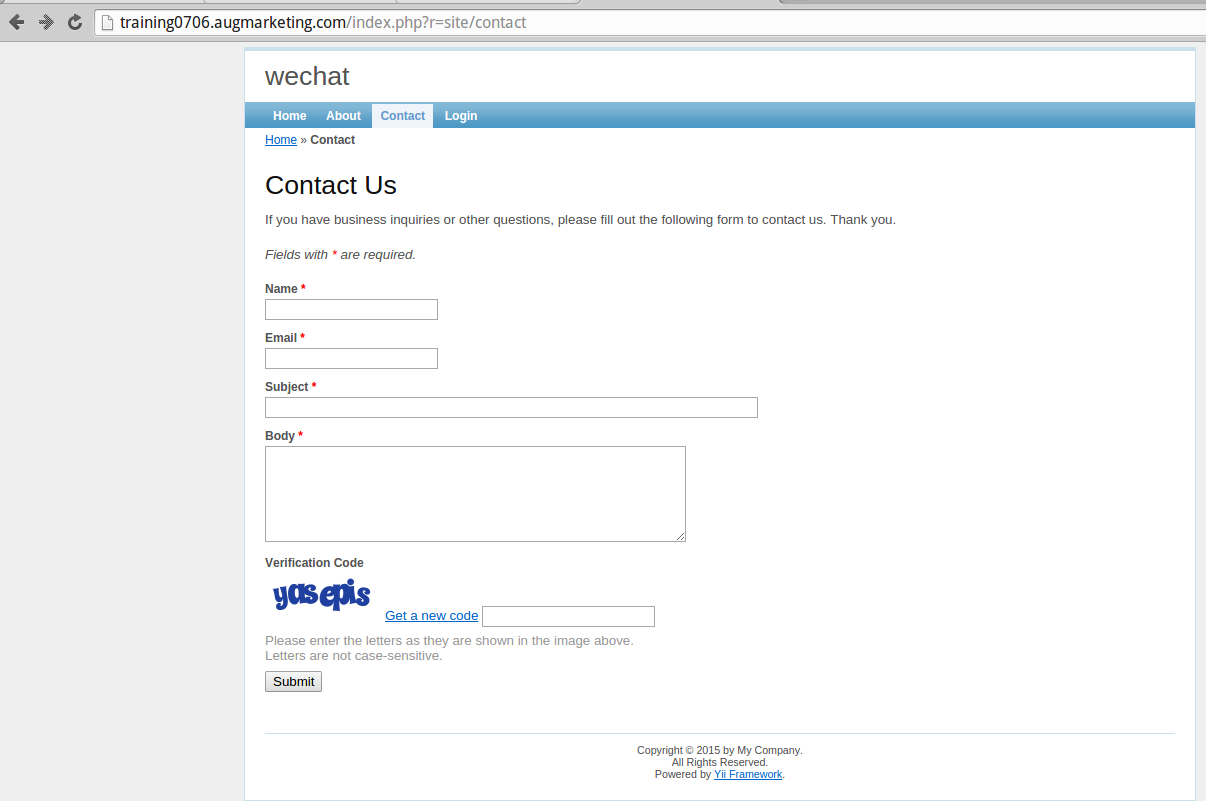 training0706.augmarketing.com/index.php?r=site/contact
wechat
Home About Contact Login
Home » Contact
Contact Us
If you have business inquiries or other questions, please fill out the following form to contact us. Thank you.
Fields with * are required.
Name *
Email *
Subject *
Body *
Verification Code
yasepis
Get a new code
Please enter the letters as they are shown in the image above.
Letters are not case-sensitive.
Submit
Copyright © 2015 by My Company.
All Rights Reserved.
Powered by Yii Framework.